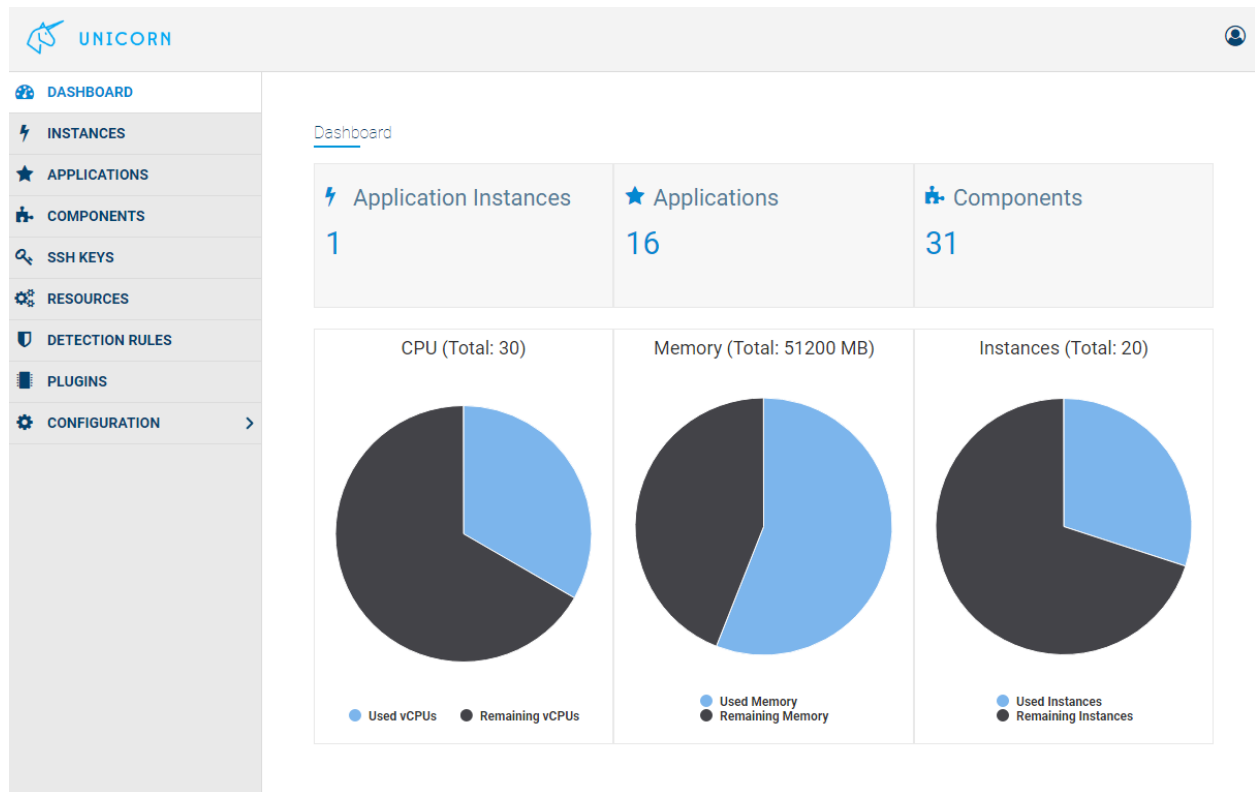 UNICORN
DASHBOARD
INSTANCES
APPLICATIONS
COMPONENTS
SSH KEYS
RESOURCES
DETECTION RULES
PLUGINS
CONFIGURATION
Dashboard
Application Instances
1
Applications
16
Components
31
CPU (Total: 30)
Used vCPUs Remaining vCPUs
Memory (Total: 51200 MB)
Used Memory
Remaining Memory
Instances (Total: 20)
Used Instances
Remaining Instances